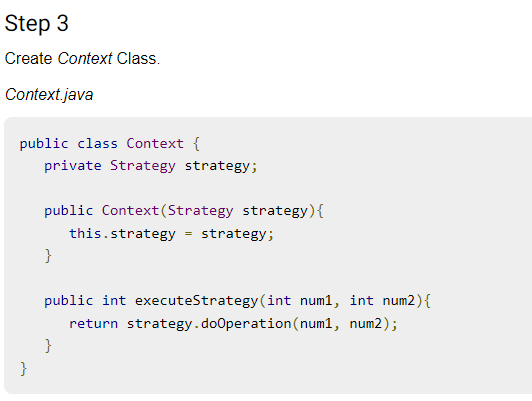 Step 3
Create Context Class.
Context.java
public class Context {
   private Strategy strategy;
   public Context(Strategy strategy){
      this.strategy = strategy;
   }
   public int executeStrategy(int num1, int num2){
      return strategy.doOperation(num1, num2);
   }
}